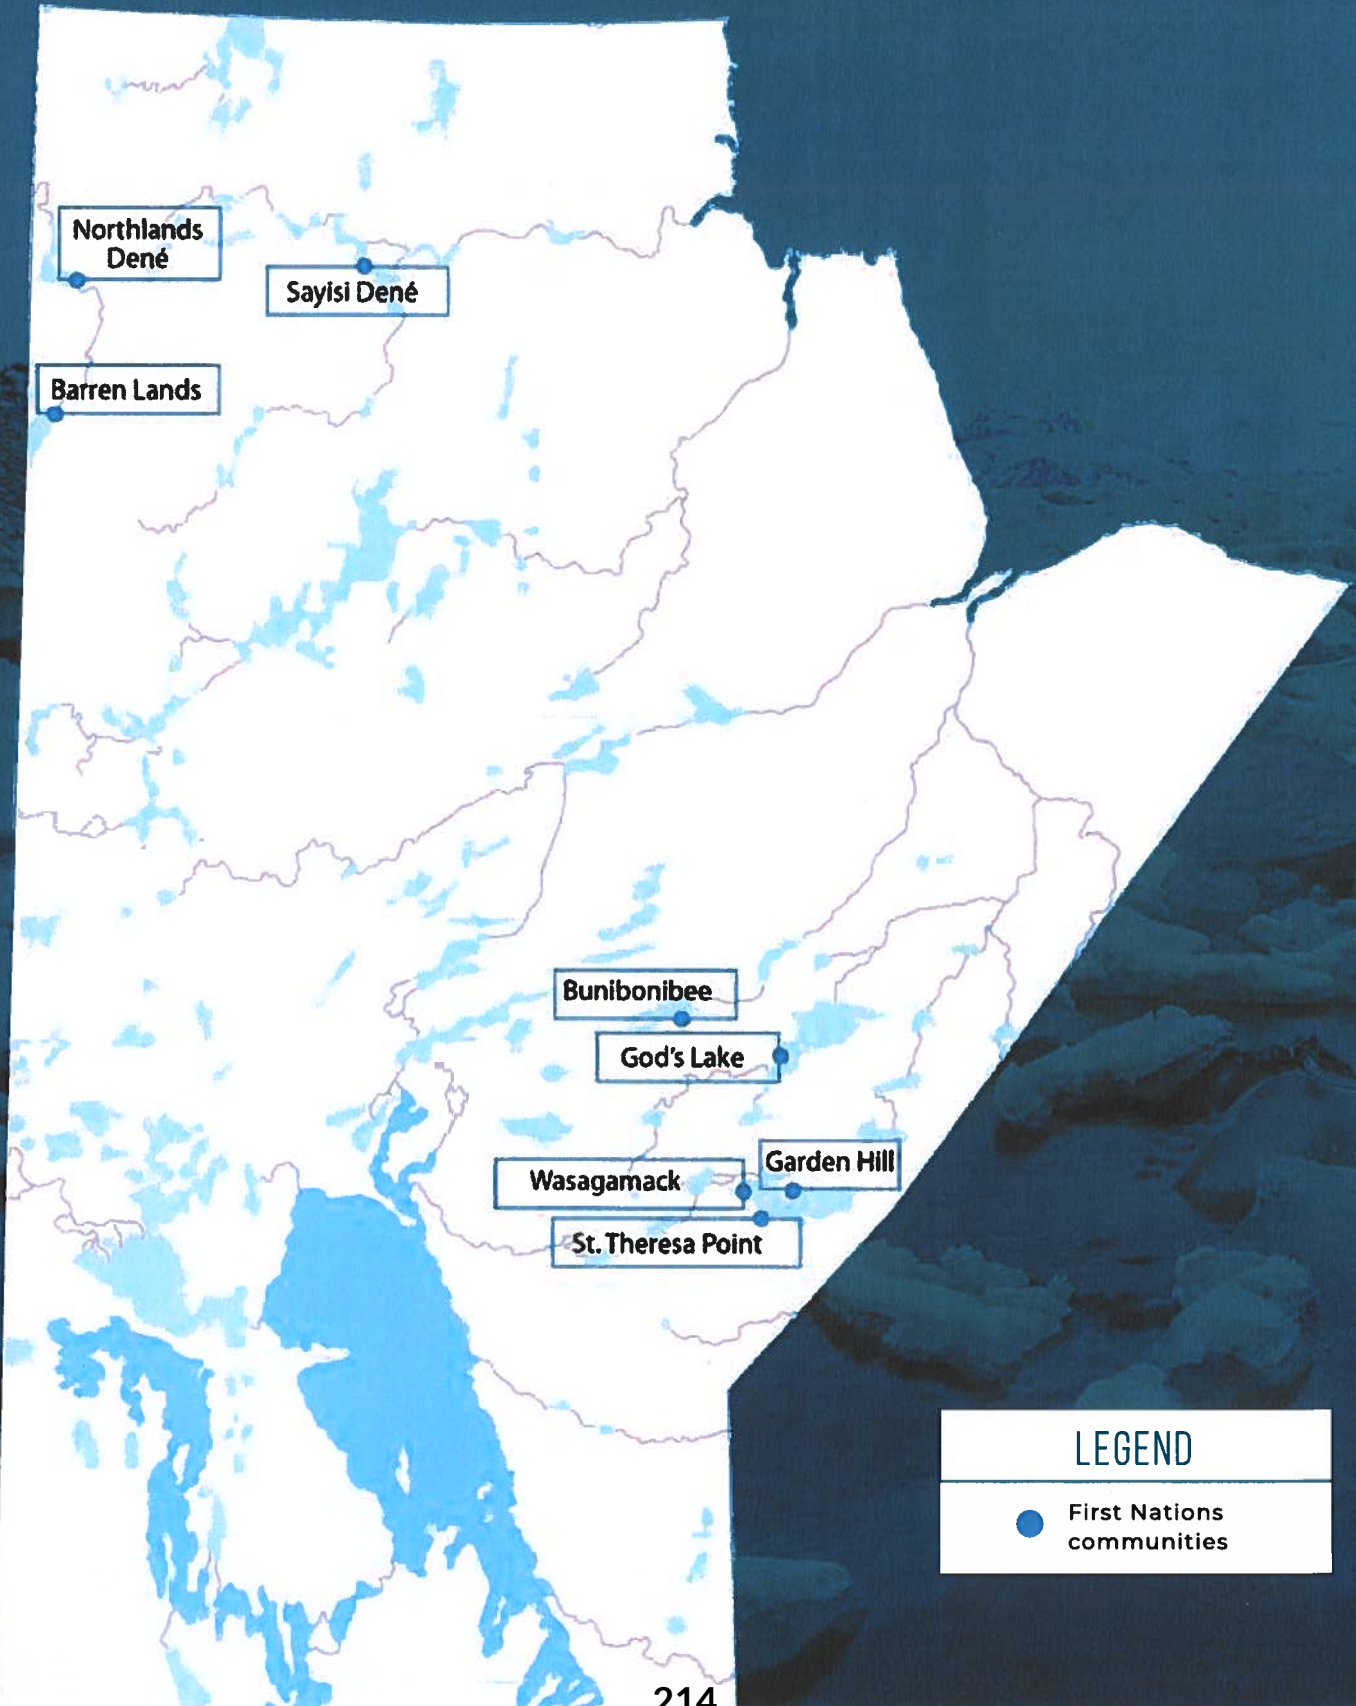 Northlands
Dené
Sayisi Dené
Barren Lands
Bunibonibee
God's Lake
Garden Hill
Wasagamack
St. Theresa Point
LEGEND
First Nations
communities
214